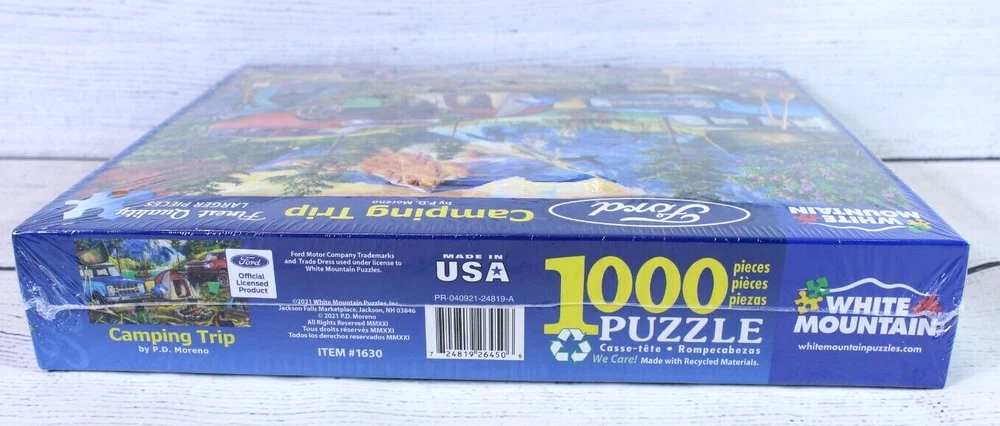 WHITE
MOUNTAIN
Ford
Camping Trip
by P.D. Moreno
Finest Quality
LARGER PIECES
Ford
Official
Licensed
Product
Camping Trip
by P.D. Moreno
Ford Motor Company Trademarks
and Trade Dress used under license to
White Mountain Puzzles.
©2021 White Mountain Puzzles, Inc.
Jackson Falls Marketplace, Jackson, NH 03846
© 2021 P.D. Moreno
All Rights Reserved MMXXI
Tous droits réservés MMXXI
Todos los derechos reservados MMXXI
ITEM #1630
MADE IN
USA
PR-040921-24819-A
7 24819 26450 6
1000 pieces
pièces
piezas
PUZZLE
Casse-tête • Rompecabezas
We Care! Made with Recycled Materials.
WHITE
MOUNTAIN
whitemountainpuzzles.com